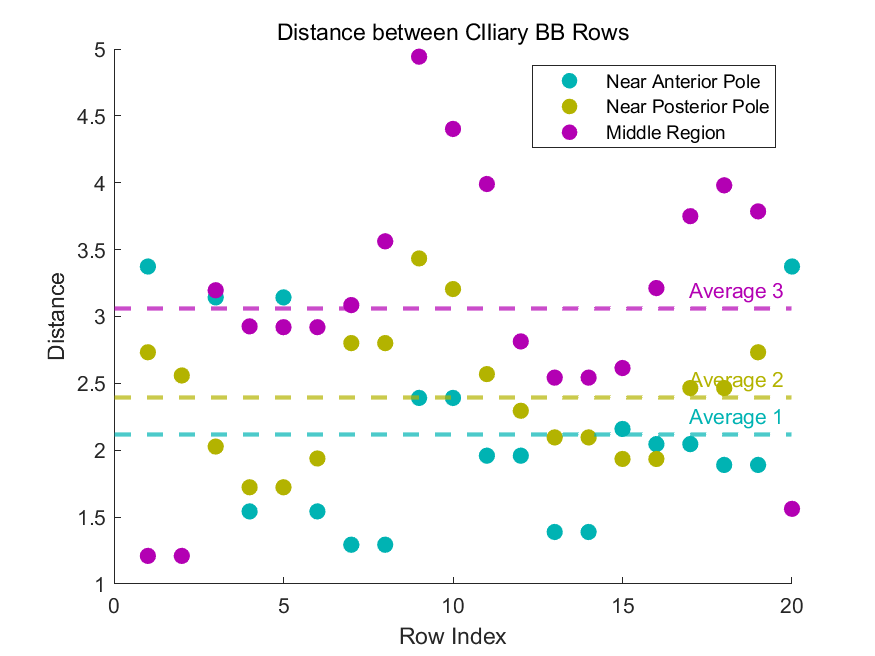 Distance between CIliary BB Rows
Near Anterior Pole
Near Posterior Pole
Middle Region
Average 3
Average 2
Average 1
Distance
5
4.5
4
3.5
3
2.5
2
1.5
1
0
5
10
15
20
Row Index